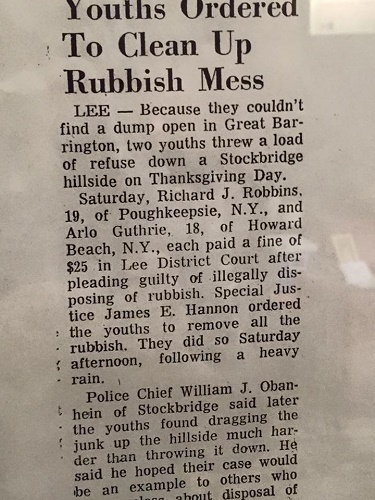 Youths Ordered
To Clean Up
Rubbish Mess
LEE — Because they couldn't
find a dump open in Great Bar-
rington, two youths threw a load
of refuse down a Stockbridge
hillside on Thanksgiving Day.
Saturday, Richard J. Robbins,
19, of Poughkeepsie, N.Y., and
Arlo Guthrie, 18, of Howard
Beach, N.Y., each paid a fine of
$25 in Lee District Court after
pleading guilty of illegally dis-
posing of rubbish. Special Jus-
tice James E. Hannon ordered
the youths to remove all the
rubbish. They did so Saturday
afternoon, following a heavy
rain.
Police Chief William J. Oban-
hein of Stockbridge said later
the youths found dragging the
junk up the hillside much har-
der than throwing it down. He
said he hoped their case would
be an example to others who
about disposal of